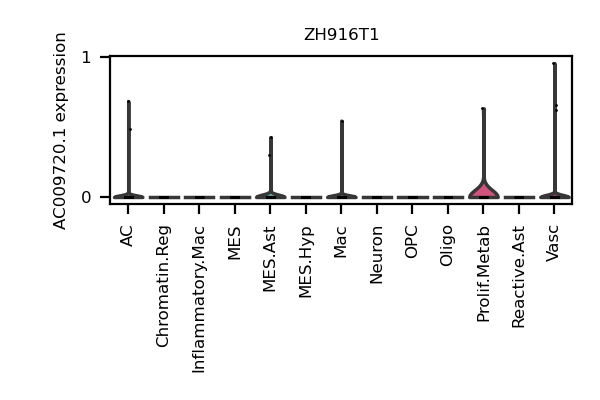 ZH916T1
AC009720.1 expression
1
0
AC
Chromatin.Reg
Inflammatory.Mac
MES
MES.Ast
MES.Hyp
Mac
Neuron
OPC
Oligo
Prolif.Metab
Reactive.Ast
Vasc